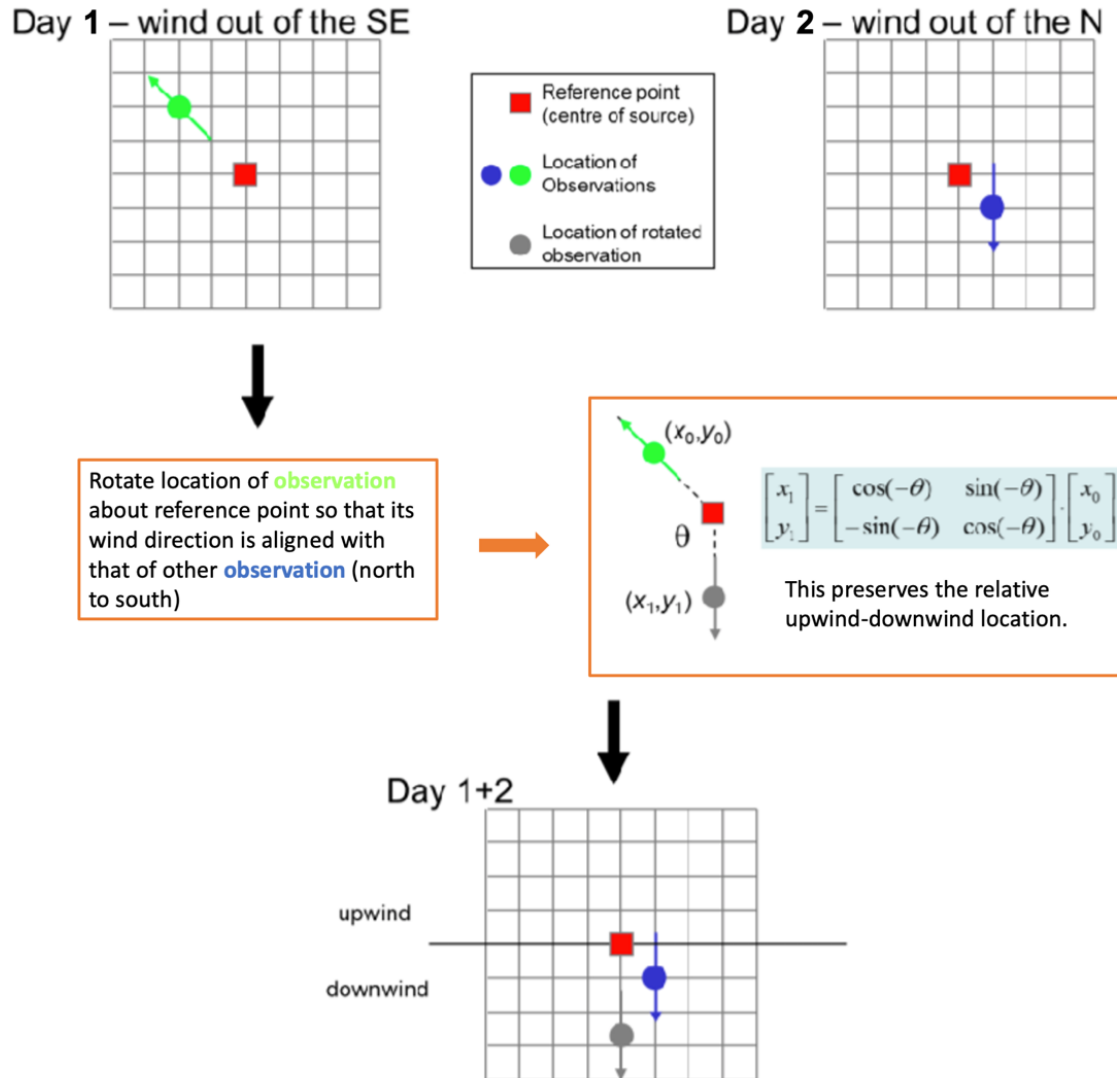 Day 1 – wind out of the SE
Day 2 – wind out of the N
Reference point
(centre of source)
Location of
Observations
Location of rotated
observation
Rotate location of observation
about reference point so that its
wind direction is aligned with
that of other observation (north
to south)
(x₀,y₀)
θ
(x₁,y₁)
[x₁ y₁] = [cos(−θ) sin(−θ) −sin(−θ) cos(−θ)] · [x₀ y₀]
This preserves the relative
upwind-downwind location.
Day 1+2
upwind
downwind